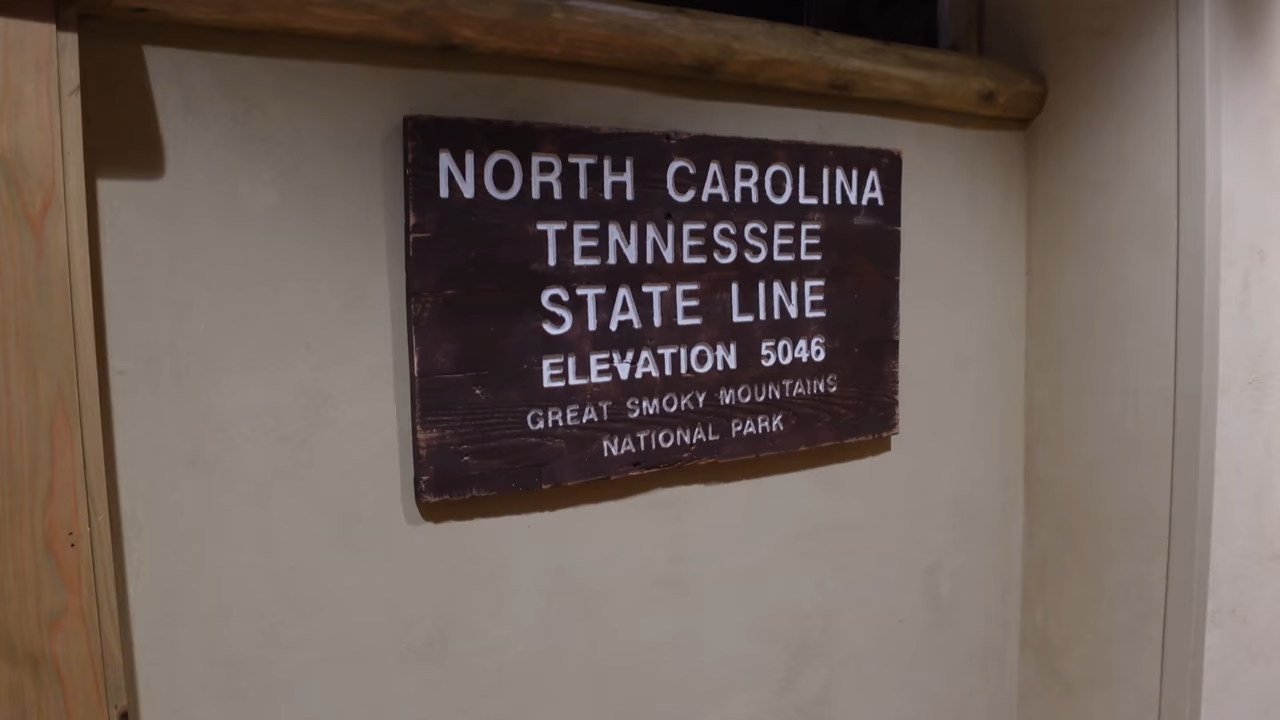 NORTH CAROLINA
TENNESSEE
STATE LINE
ELEVATION 5046
GREAT SMOKY MOUNTAINS
NATIONAL PARK